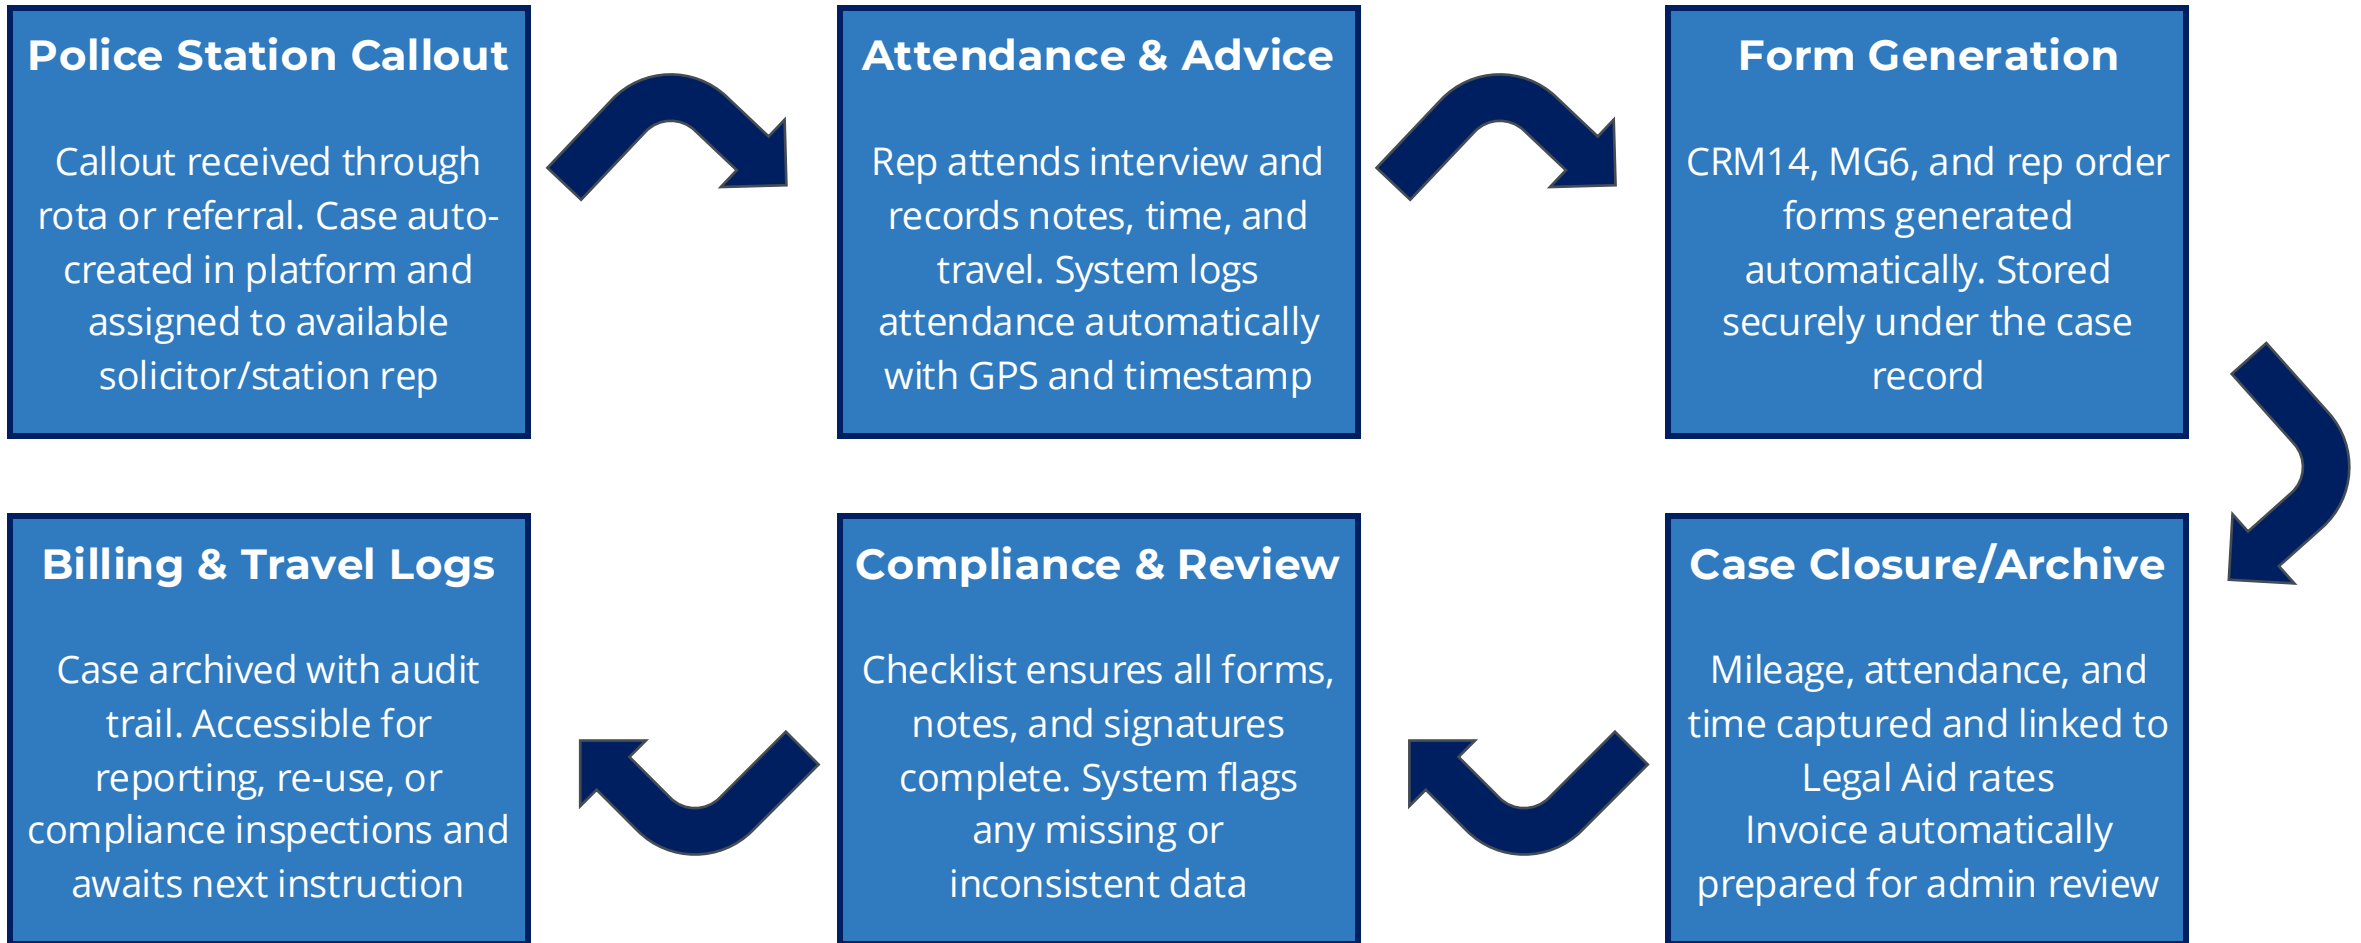 Police Station Callout
Callout received through
rota or referral. Case auto-
created in platform and
assigned to available
solicitor/station rep
Attendance & Advice
Rep attends interview and
records notes, time, and
travel. System logs
attendance automatically
with GPS and timestamp
Form Generation
CRM14, MG6, and rep order
forms generated
automatically. Stored
securely under the case
record
Billing & Travel Logs
Case archived with audit
trail. Accessible for
reporting, re-use, or
compliance inspections and
awaits next instruction
Compliance & Review
Checklist ensures all forms,
notes, and signatures
complete. System flags
any missing or
inconsistent data
Case Closure/Archive
Mileage, attendance, and
time captured and linked to
Legal Aid rates
Invoice automatically
prepared for admin review